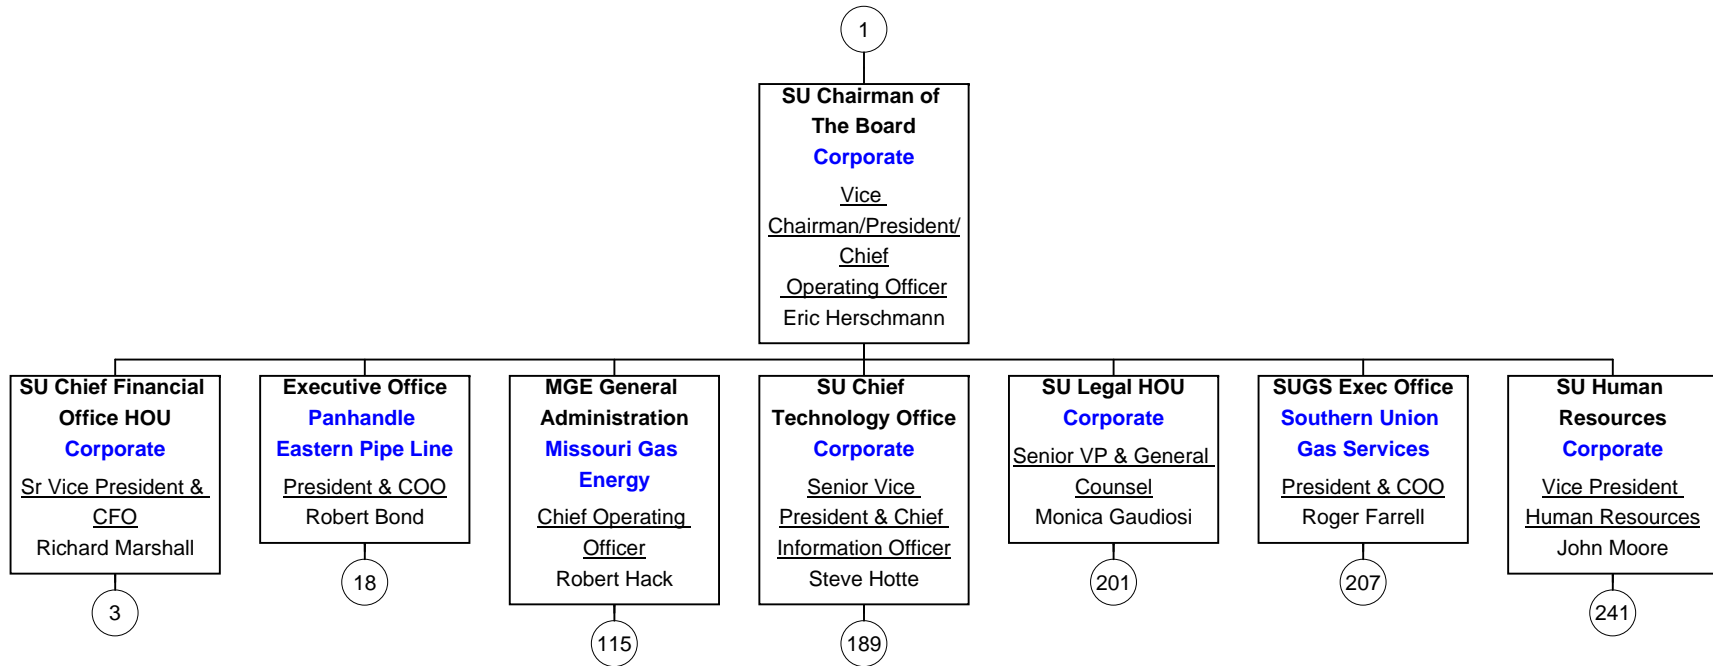 1
SU Chairman of
The Board
Corporate
Vice
Chairman/President/
Chief
Operating Officer
Eric Herschmann
SU Chief Financial
Office HOU
Corporate
Sr Vice President &
CFO
Richard Marshall
3
Executive Office
Panhandle
Eastern Pipe Line
President & COO
Robert Bond
18
MGE General
Administration
Missouri Gas
Energy
Chief Operating
Officer
Robert Hack
115
SU Chief
Technology Office
Corporate
Senior Vice
President & Chief
Information Officer
Steve Hotte
189
SU Legal HOU
Corporate
Senior VP & General
Counsel
Monica Gaudiosi
201
SUGS Exec Office
Southern Union
Gas Services
President & COO
Roger Farrell
207
SU Human
Resources
Corporate
Vice President
Human Resources
John Moore
241